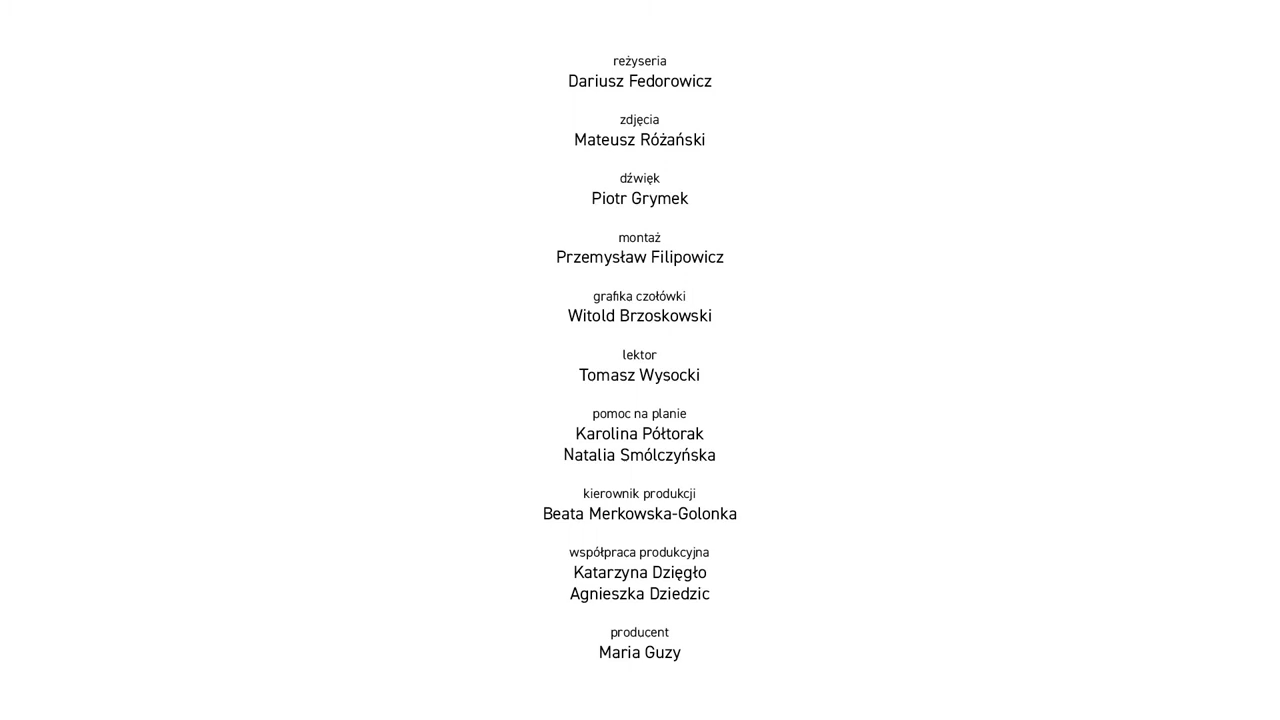 reżyseria
Dariusz Fedorowicz
zdjęcia
Mateusz Różański
dźwięk
Piotr Grymek
montaż
Przemysław Filipowicz
grafika czołówki
Witold Brzoskowski
lektor
Tomasz Wysocki
pomoc na planie
Karolina Półtorak
Natalia Smólczyńska
kierownik produkcji
Beata Merkowska-Golonka
współpraca produkcyjna
Katarzyna Dzięgło
Agnieszka Dziedzic
producent
Maria Guzy